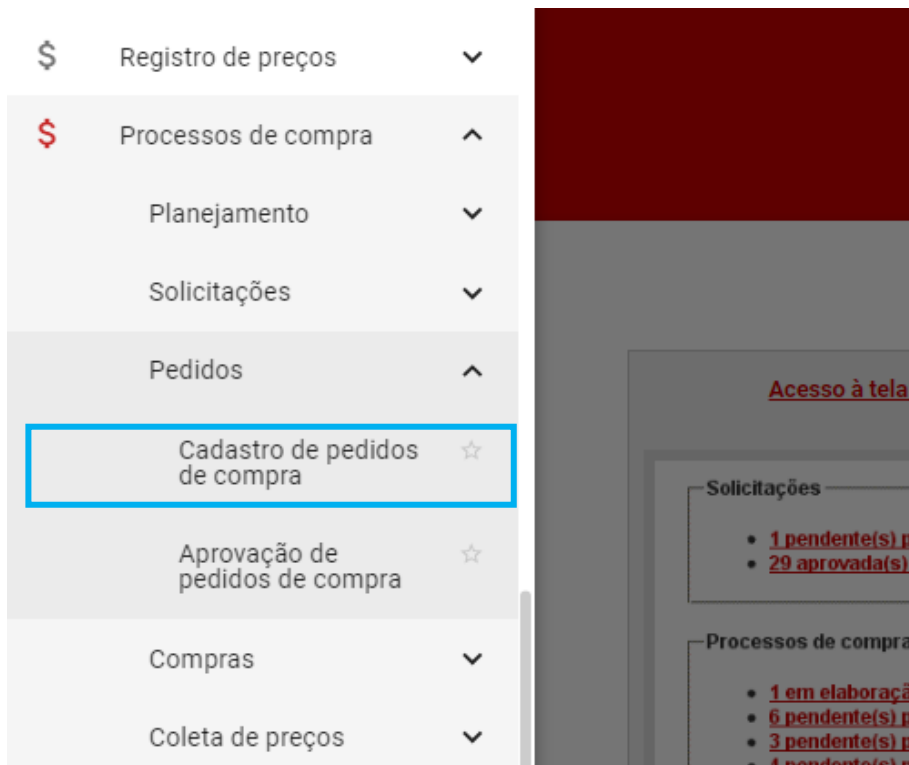 $ Registro de preços
$ Processos de compra
Planejamento
Solicitações
Pedidos
Cadastro de pedidos
de compra
Aprovação de
pedidos de compra
Compras
Coleta de preços
Acesso à tela
Solicitações
1 pendente(s) p
29 aprovada(s)
Processos de compra
1 em elaboraçã
6 pendente(s) p
3 pendente(s) p
4 pendente(s) p